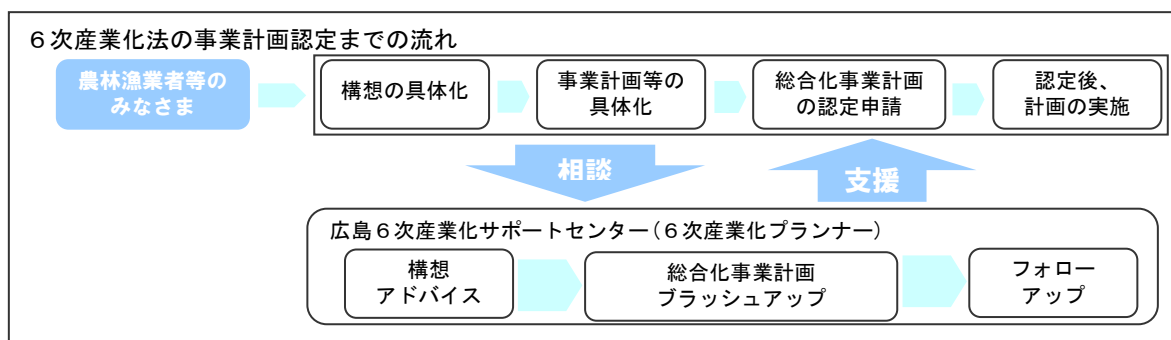 ６次産業化法の事業計画認定までの流れ
農林漁業者等の
みなさま
構想の具体化
事業計画等の
具体化
総合化事業計画
の認定申請
認定後、
計画の実施
相談
支援
広島６次産業化サポートセンター（６次産業化プランナー）
構想
アドバイス
総合化事業計画
ブラッシュアップ
フォロー
アップ